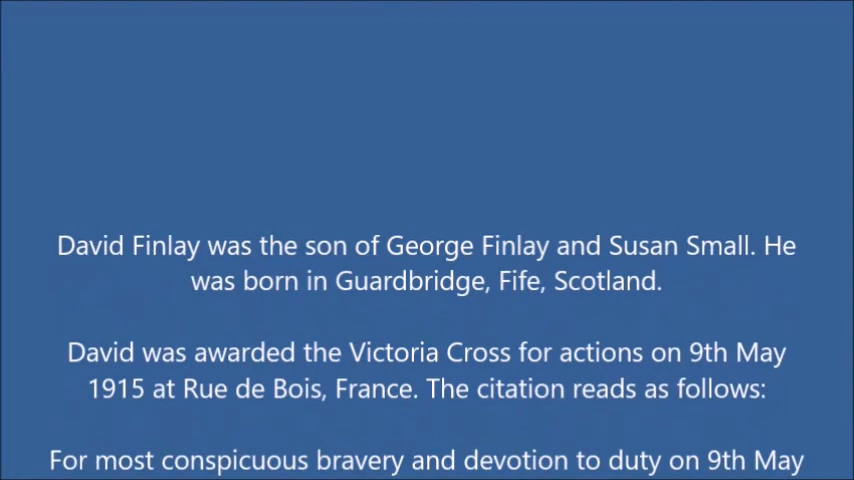 David Finlay was the son of George Finlay and Susan Small. He
was born in Guardbridge, Fife, Scotland.
David was awarded the Victoria Cross for actions on 9th May
1915 at Rue de Bois, France. The citation reads as follows:
For most conspicuous bravery and devotion to duty on 9th May